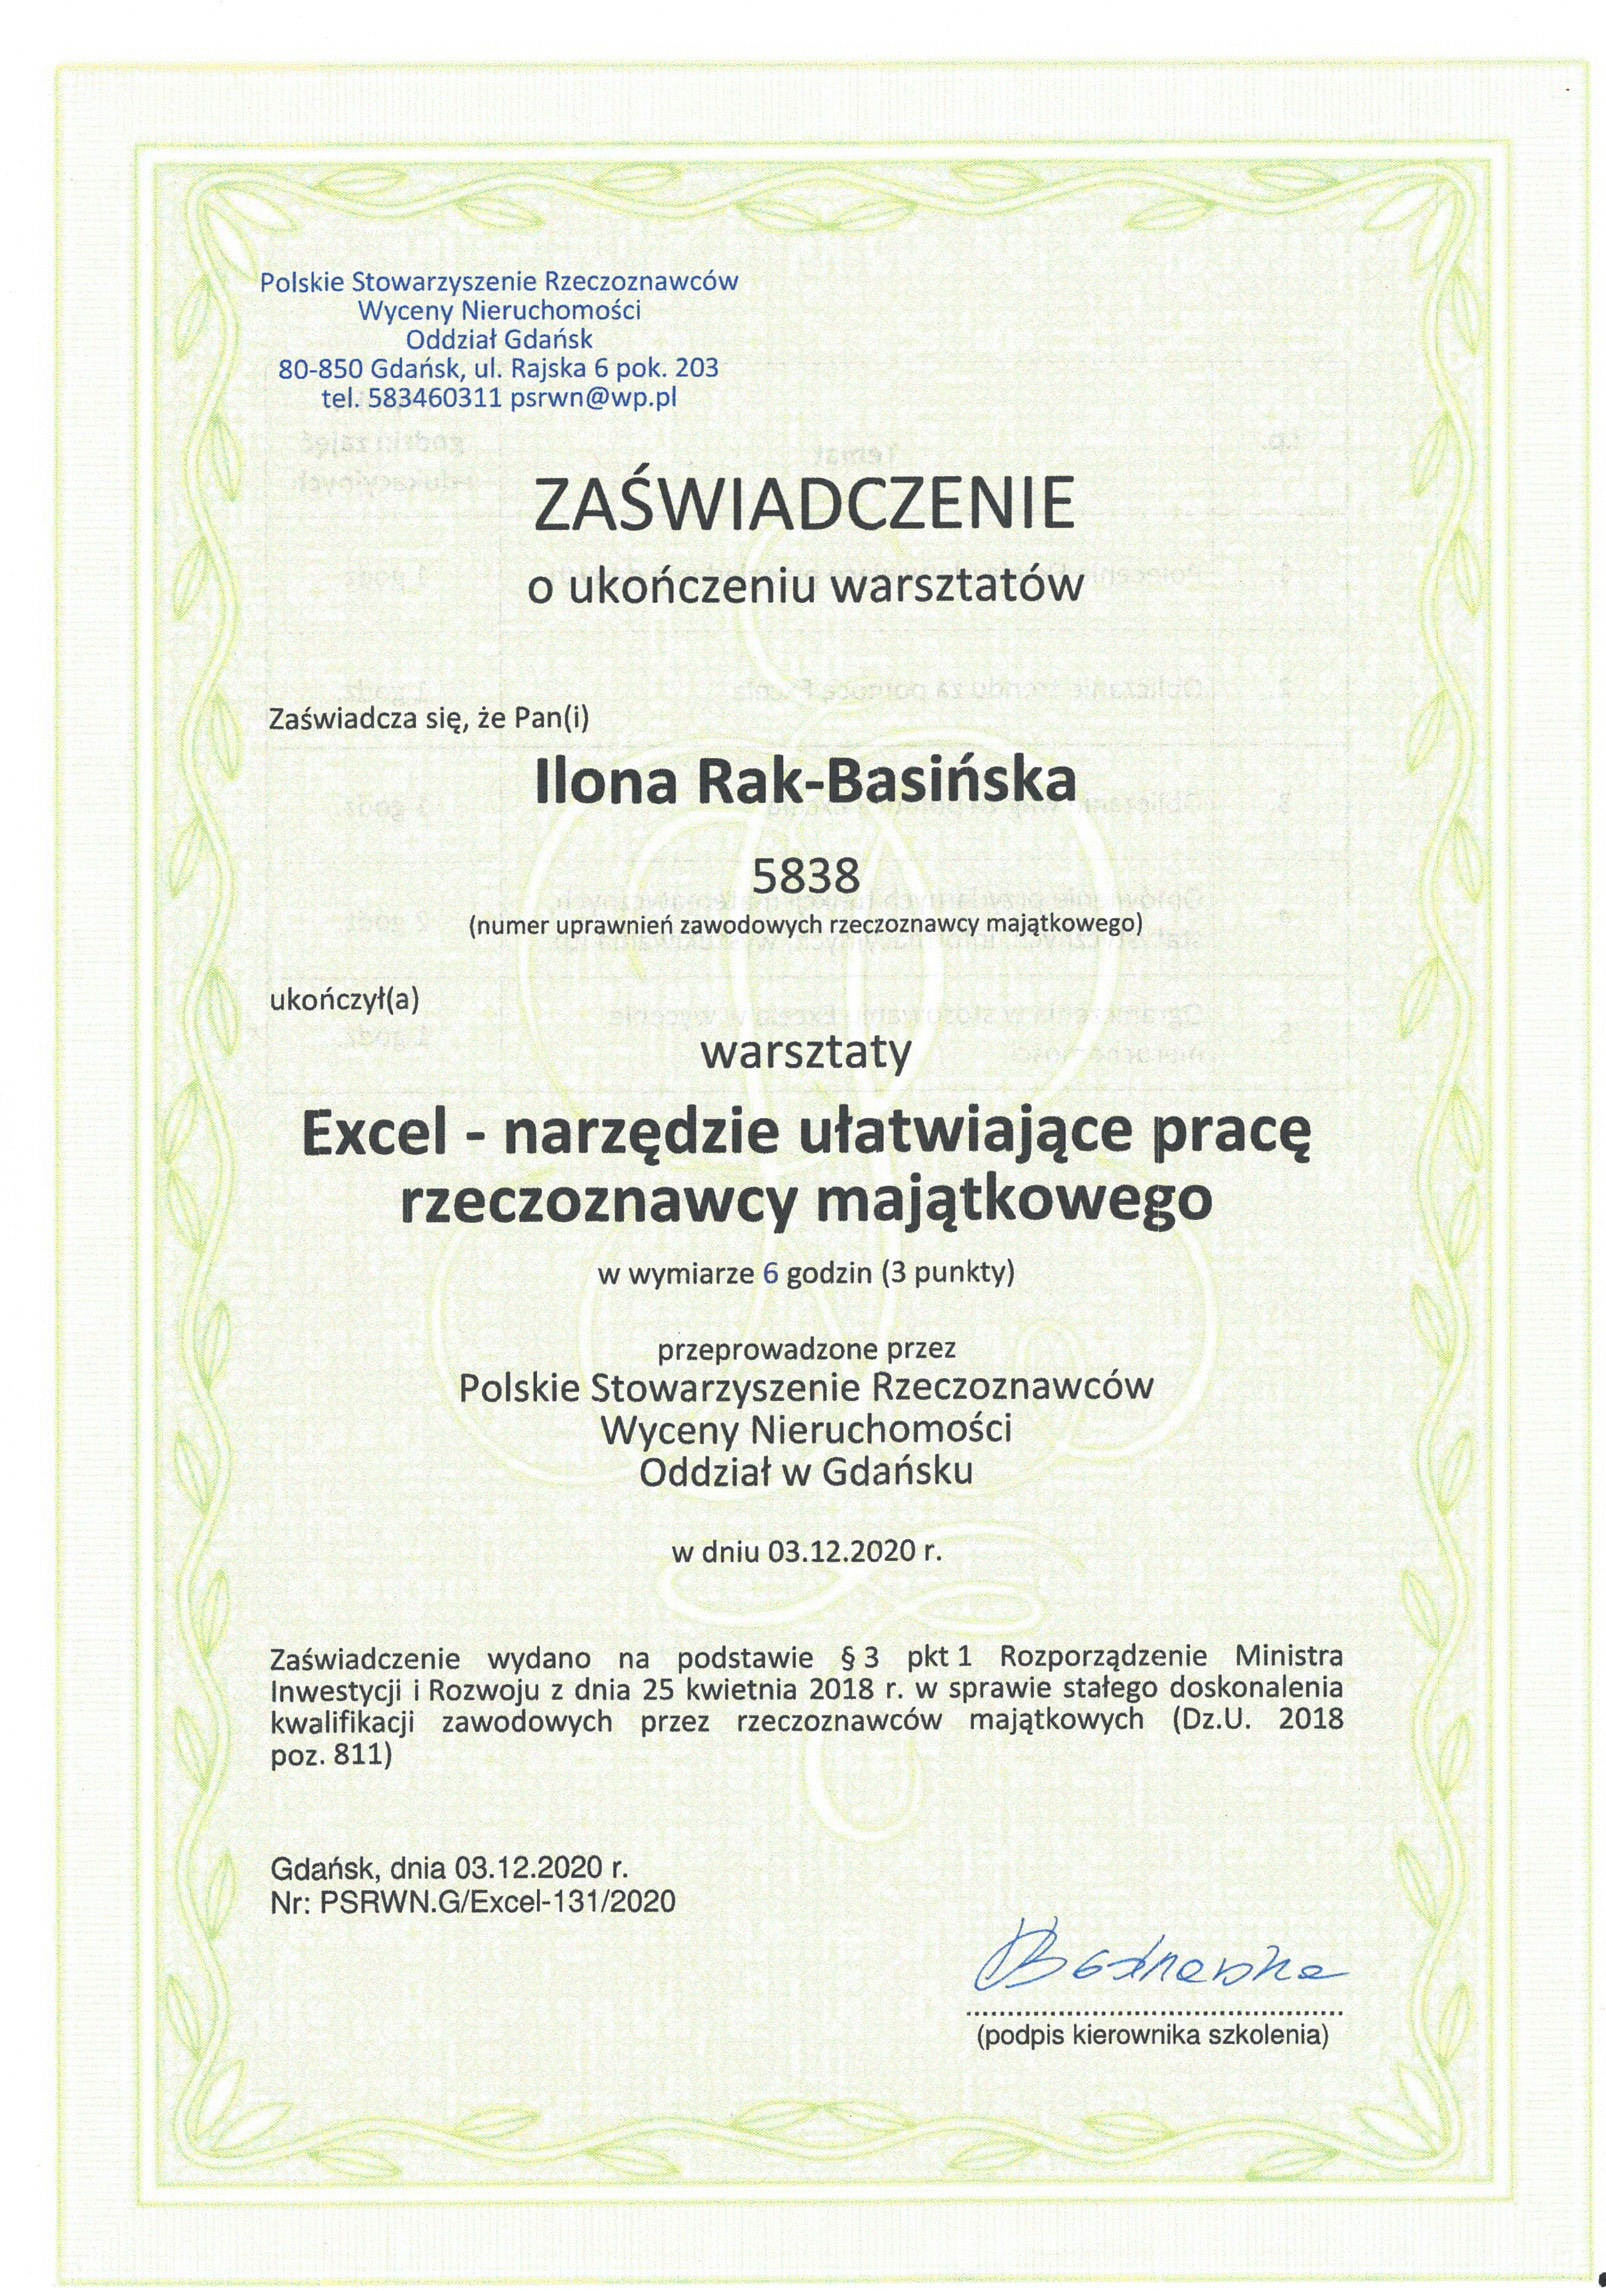 Polskie Stowarzyszenie Rzeczoznawców
Wyceny Nieruchomości
Oddział Gdańsk
80-850 Gdańsk, ul. Rajska 6 pok. 203
tel. 583460311 psrwn@wp.pl
ZAŚWIADCZENIE
o ukończeniu warsztatów
Zaświadcza się, że Pan(i)
Ilona Rak-Basińska
5838
(numer uprawnień zawodowych rzeczoznawcy majątkowego)
ukończył(a)
warsztaty
Excel - narzędzie ułatwiające pracę
rzeczoznawcy majątkowego
w wymiarze 6 godzin (3 punkty)
przeprowadzone przez
Polskie Stowarzyszenie Rzeczoznawców
Wyceny Nieruchomości
Oddział w Gdańsku
w dniu 03.12.2020 r.
Zaświadczenie wydano na podstawie § 3 pkt 1 Rozporządzenie Ministra
Inwestycji i Rozwoju z dnia 25 kwietnia 2018 r. w sprawie stałego doskonalenia
kwalifikacji zawodowych przez rzeczoznawców majątkowych (Dz.U. 2018
poz. 811)
Gdańsk, dnia 03.12.2020 r.
Nr: PSRWN.G/Excel-131/2020
(podpis kierownika szkolenia)